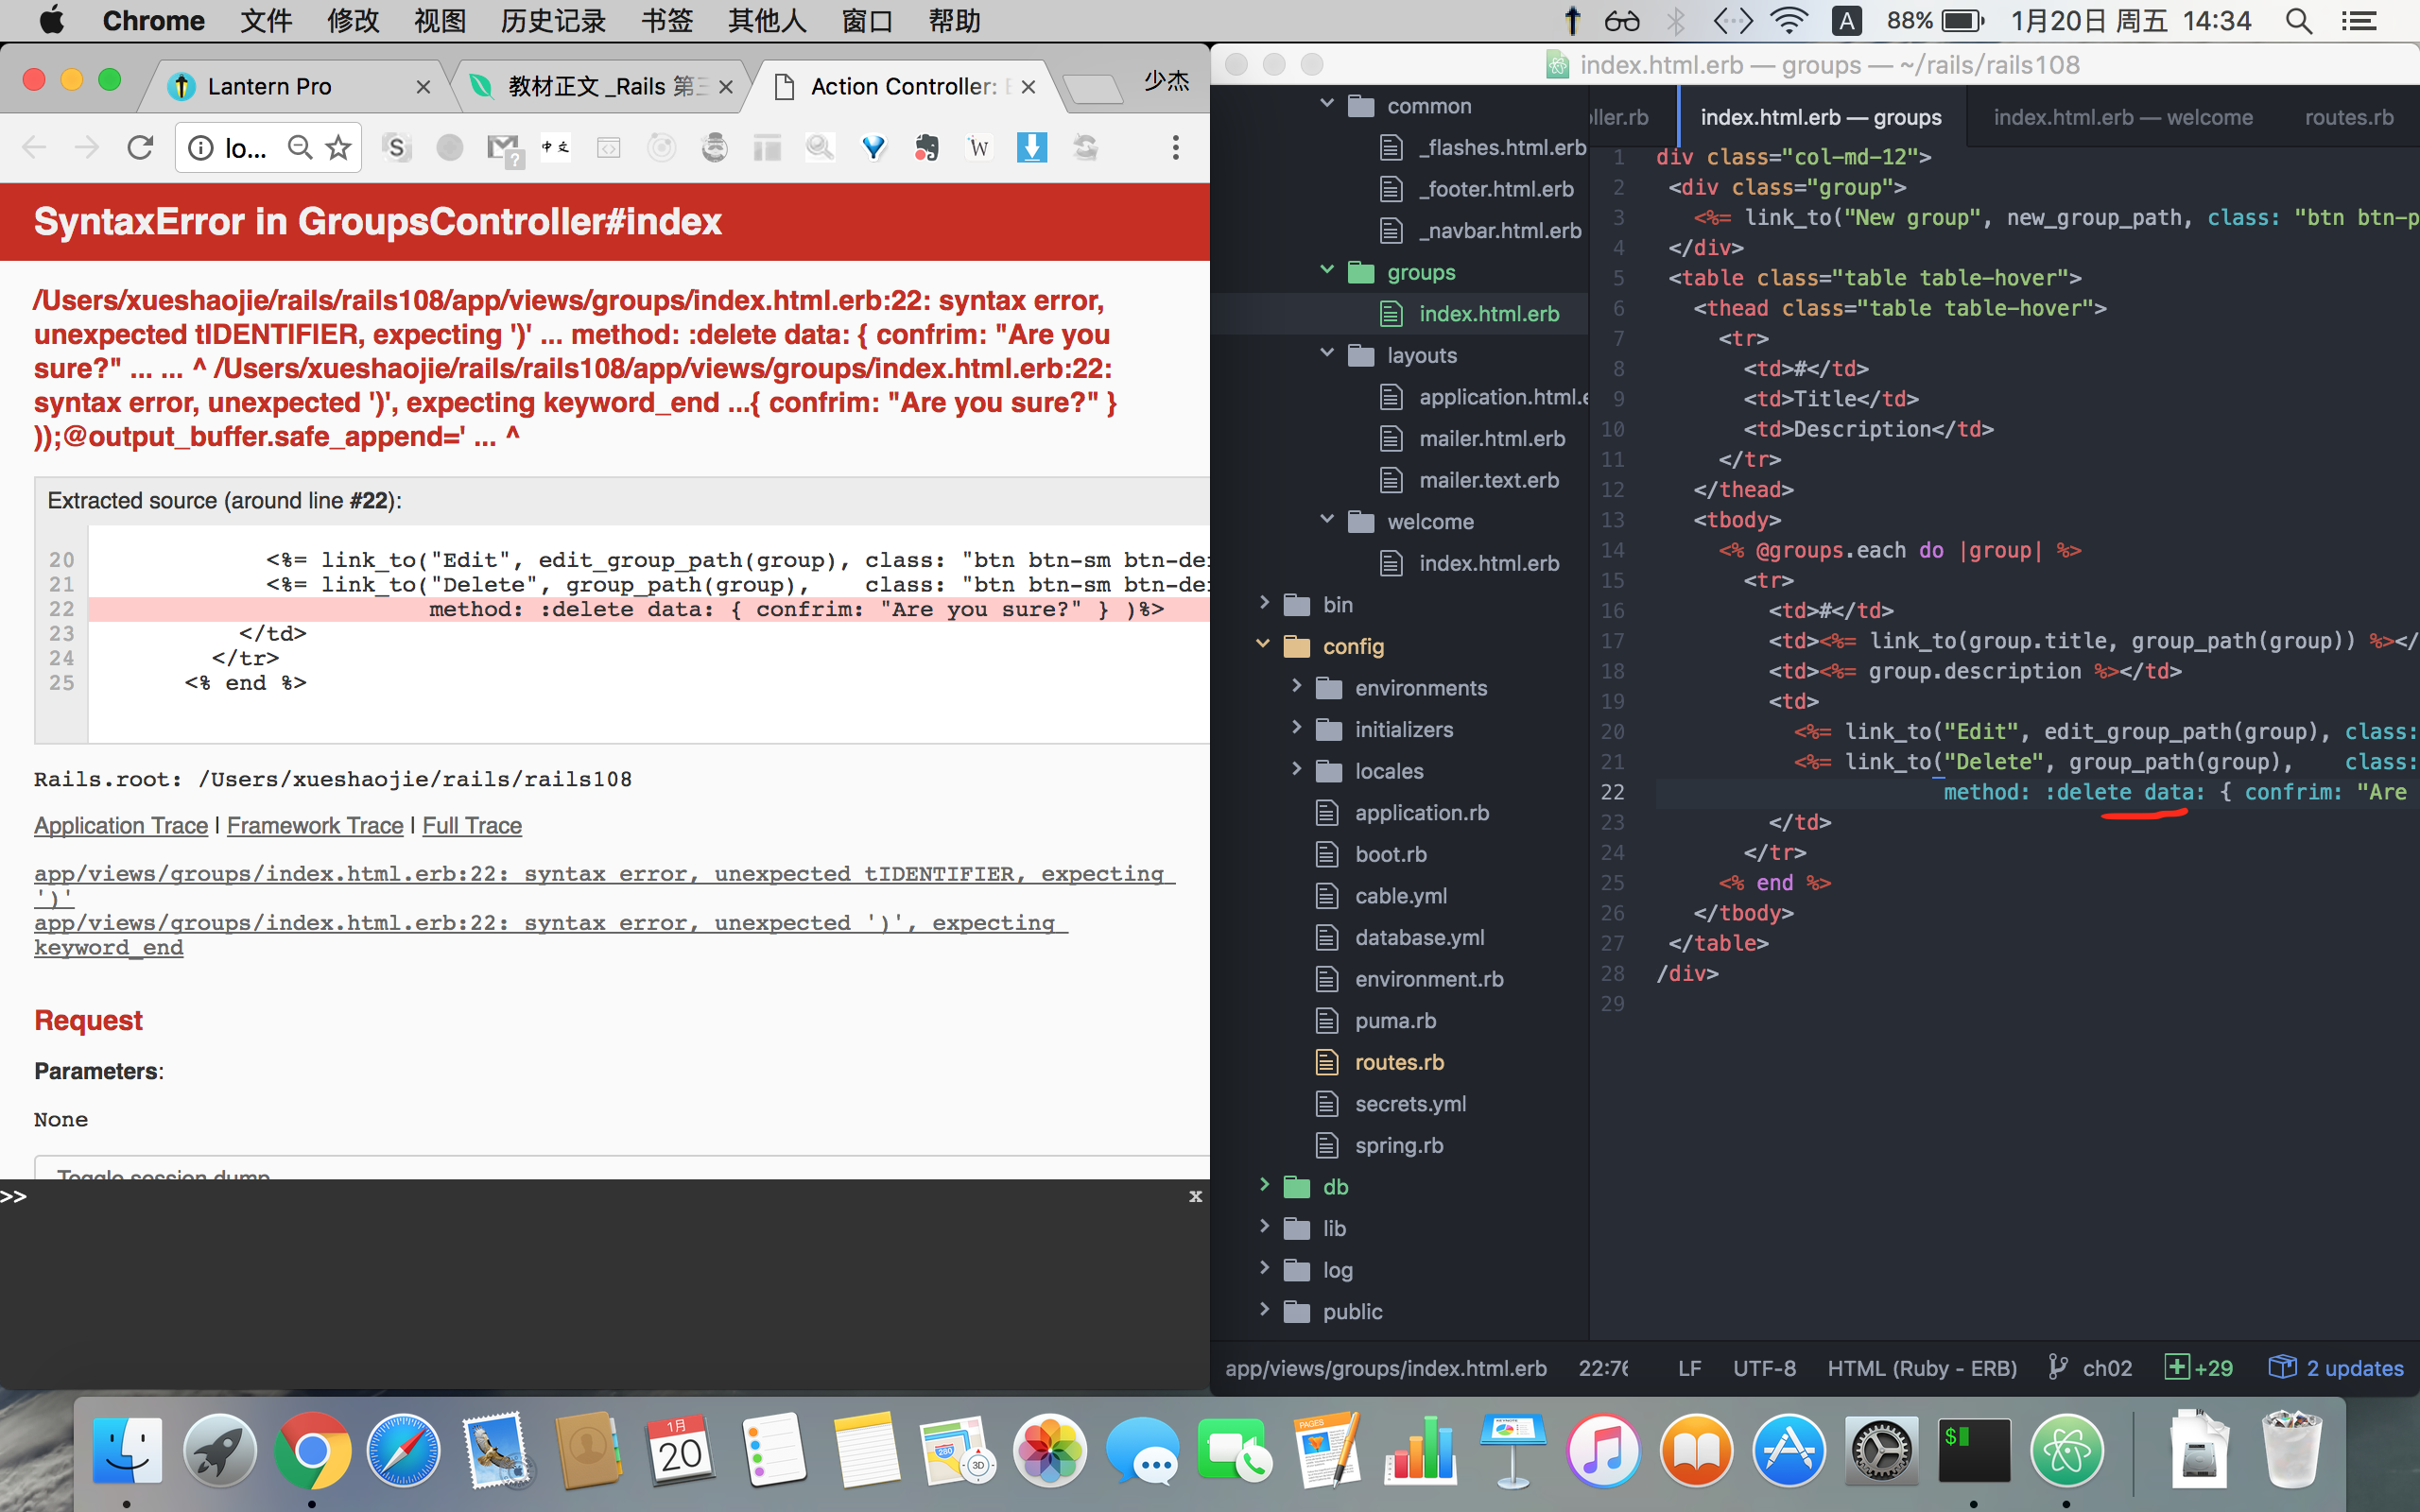 Chrome 文件 修改 视图 历史记录 书签 其他人 窗口 帮助
A 88% 1月20日 周五 14:34
Lantern Pro
教材正文 _Rails 第
Action Controller:
少杰
lo...
SyntaxError in GroupsController#index
/Users/xueshaojie/rails/rails108/app/views/groups/index.html.erb:22: syntax error,
unexpected tIDENTIFIER, expecting ')' ... method: :delete data: { confrim: "Are you
sure?" ... ... ^ /Users/xueshaojie/rails/rails108/app/views/groups/index.html.erb:22:
syntax error, unexpected ')', expecting keyword_end ...{ confrim: "Are you sure?" }
));@output_buffer.safe_append=' ... ^
Extracted source (around line #22):
20 <%= link_to("Edit", edit_group_path(group), class: "btn btn-sm btn-de
21 <%= link_to("Delete", group_path(group), class: "btn btn-sm btn-de
22 method: :delete data: { confrim: "Are you sure?" } )%>
23 </td>
24 </tr>
25 <% end %>
Rails.root: /Users/xueshaojie/rails/rails108
Application Trace | Framework Trace | Full Trace
app/views/groups/index.html.erb:22: syntax error, unexpected tIDENTIFIER, expecting
')'
app/views/groups/index.html.erb:22: syntax error, unexpected ')', expecting
keyword_end
Request
Parameters:
None
Toggle session dump
>>
x
index.html.erb — groups — ~/rails/rails108
common
_flashes.html.erb
_footer.html.erb
_navbar.html.erb
groups
index.html.erb
layouts
application.html.e
mailer.html.erb
mailer.text.erb
welcome
index.html.erb
bin
config
environments
initializers
locales
application.rb
boot.rb
cable.yml
database.yml
environment.rb
puma.rb
routes.rb
secrets.yml
spring.rb
db
lib
log
public
ller.rb
index.html.erb — groups
index.html.erb — welcome
routes.rb
1 div class="col-md-12">
2 <div class="group">
3 <%= link_to("New group", new_group_path, class: "btn btn-p
4 </div>
5 <table class="table table-hover">
6 <thead class="table table-hover">
7 <tr>
8 <td>#</td>
9 <td>Title</td>
10 <td>Description</td>
11 </tr>
12 </thead>
13 <tbody>
14 <% @groups.each do |group| %>
15 <tr>
16 <td>#</td>
17 <td><%= link_to(group.title, group_path(group)) %></
18 <td><%= group.description %></td>
19 <td>
20 <%= link_to("Edit", edit_group_path(group), class:
21 <%= link_to("Delete", group_path(group), class:
22 method: :delete data: { confrim: "Are
23 </td>
24 </tr>
25 <% end %>
26 </tbody>
27 </table>
28 /div>
29
app/views/groups/index.html.erb 22:76 LF UTF-8 HTML (Ruby - ERB) ch02 +29 2 updates
1月
20
280
3D
PAGES
$